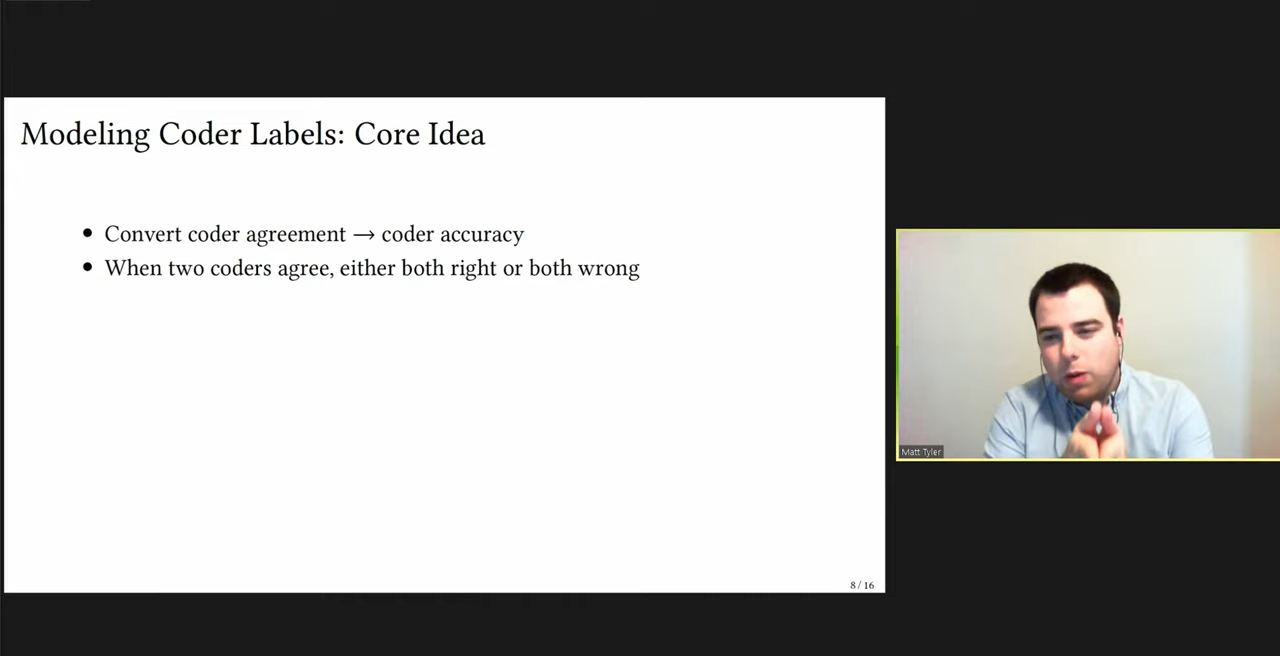 Modeling Coder Labels: Core Idea
• Convert coder agreement → coder accuracy
• When two coders agree, either both right or both wrong
Matt Tyler
8 / 16